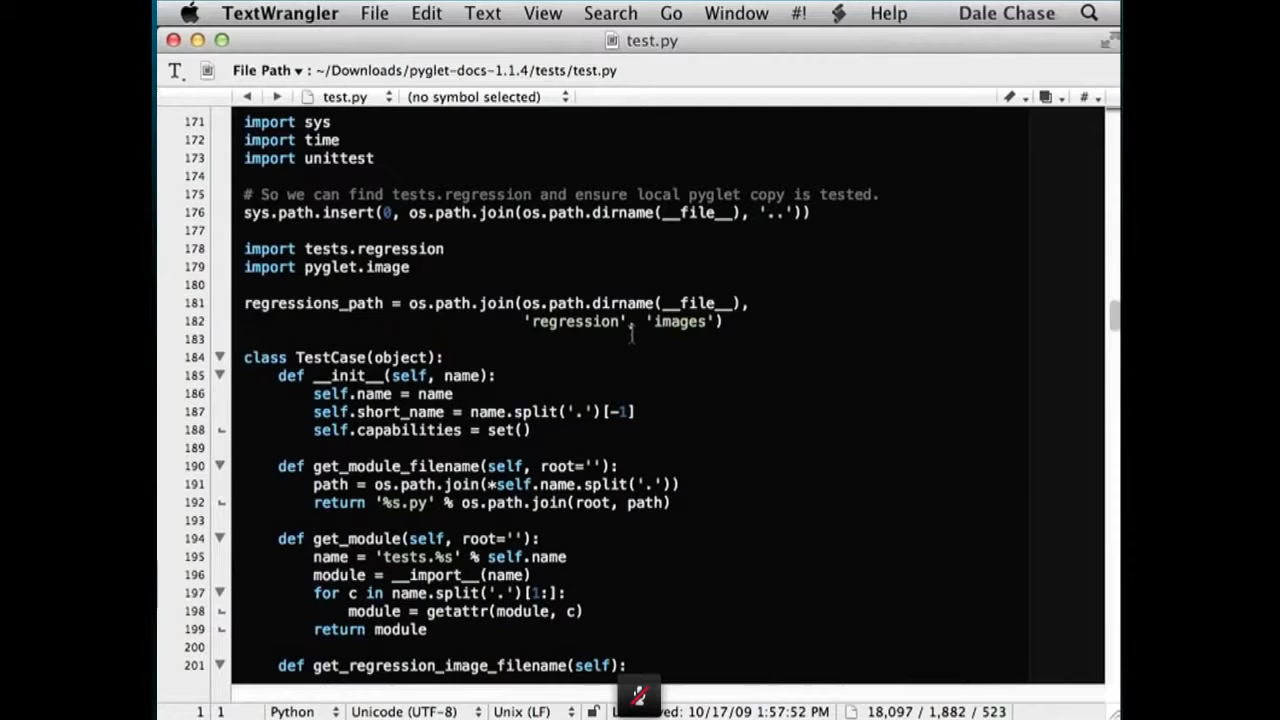 TextWrangler File Edit Text View Search Go Window #! Help Dale Chase
test.py
File Path ▾ : ~/Downloads/pyglet-docs-1.1.4/tests/test.py
test.py (no symbol selected) #
171 import sys
172 import time
173 import unittest
174
175 # So we can find tests.regression and ensure local pyglet copy is tested.
176 sys.path.insert(0, os.path.join(os.path.dirname(__file__), '..'))
177
178 import tests.regression
179 import pyglet.image
180
181 regressions_path = os.path.join(os.path.dirname(__file__),
182 'regression', 'images')
183
184 class TestCase(object):
185 def __init__(self, name):
186 self.name = name
187 self.short_name = name.split('.')[-1]
188 self.capabilities = set()
189
190 def get_module_filename(self, root=''):
191 path = os.path.join(*self.name.split('.'))
192 return '%s.py' % os.path.join(root, path)
193
194 def get_module(self, root=''):
195 name = 'tests.%s' % self.name
196 module = __import__(name)
197 for c in name.split('.')[1:]:
198 module = getattr(module, c)
199 return module
200
201 def get_regression_image_filename(self):
1 1 Python Unicode (UTF-8) Unix (LF) 10/17/09 1:57:52 PM 18,097 / 1,882 / 523